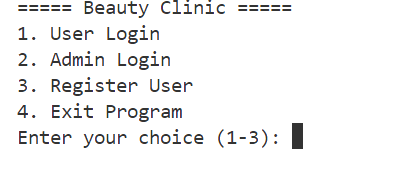 ===== Beauty Clinic =====
1. User Login
2. Admin Login
3. Register User
4. Exit Program
Enter your choice (1-3):